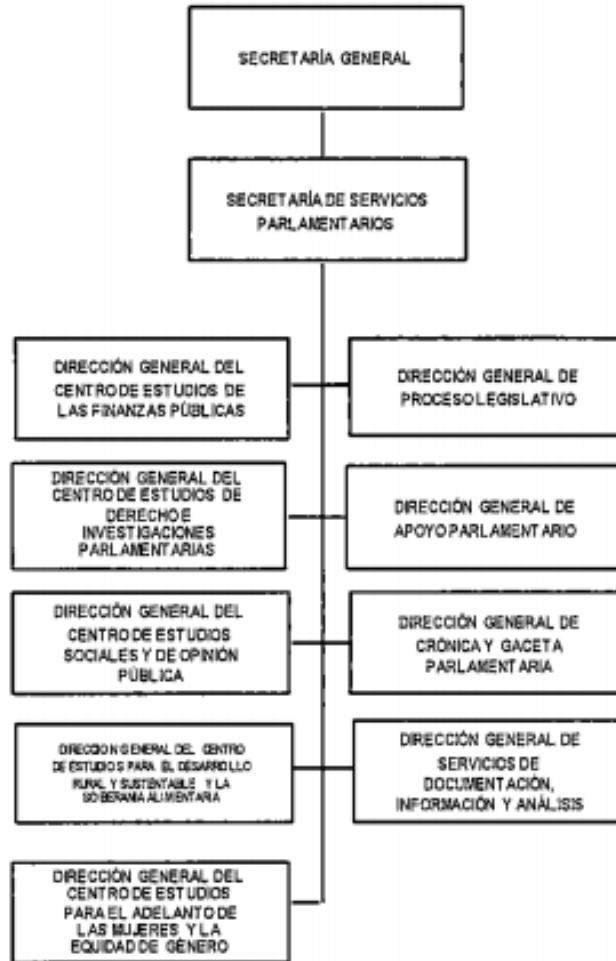 SECRETARÍA GENERAL
SECRETARÍA DE SERVICIOS
PARLAMENTARIOS
DIRECCIÓN GENERAL DEL
CENTRO DE ESTUDIOS DE
LAS FINANZAS PÚBLICAS
DIRECCIÓN GENERAL DE
PROCESO LEGISLATIVO
DIRECCIÓN GENERAL DEL
CENTRO DE ESTUDIOS DE
DERECHO E
INVESTIGACIONES
PARLAMENTARIAS
DIRECCIÓN GENERAL DE
APOYO PARLAMENTARIO
DIRECCIÓN GENERAL DEL
CENTRO DE ESTUDIOS
SOCIALES Y DE OPINIÓN
PÚBLICA
DIRECCIÓN GENERAL DE
CRÓNICA Y GACETA
PARLAMENTARIA
DIRECCION GENERAL DEL CENTRO
DE ESTUDIOS PARA EL DESARROLLO
RURAL Y SUSTENTABLE Y LA
SOBERANIA ALIMENTARIA
DIRECCIÓN GENERAL DE
SERVICIOS DE
DOCUMENTACIÓN,
INFORMACIÓN Y ANÁLISIS
DIRECCIÓN GENERAL DEL
CENTRO DE ESTUDIOS
PARA EL ADELANTO DE
LAS MUJERES Y LA
EQUIDAD DE GÉNERO